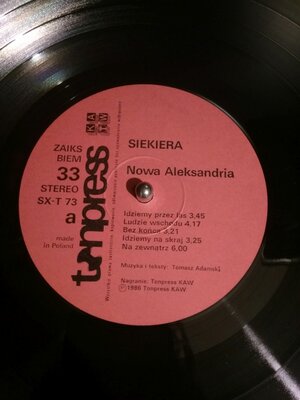 ZAIKS
BIEM
33
STEREO
SX-T 73
a
made
in Poland
tonpress
KAW
SIEKIERA
Nowa Aleksandria
Idziemy przez las 3,45
Ludzie wschodu 4,17
Bez końca 3,21
Idziemy na skraj 3,25
Na zewnątrz 6,00
Muzyka i teksty: Tomasz Adamski
Nagranie: Tonpress KAW
Ⓟ 1986 Tonpress KAW